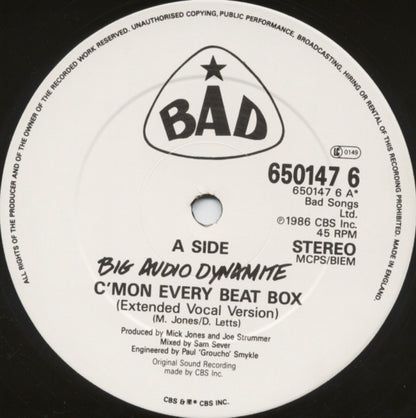 ALL RIGHTS OF THE PRODUCER AND OF THE OWNER OF THE RECORDED WORK RESERVED. UNAUTHORISED COPYING, PUBLIC PERFORMANCE, BROADCASTING, HIRING OR RENTAL OF THIS RECORDING PROHIBITED. MADE IN ENGLAND.
BAD
0149
650147 6
650147 6 A*
Bad Songs
Ltd.
℗1986 CBS Inc.
45 RPM
A SIDE STEREO
MCPS/BIEM
BIG AUDIO DYNAMITE
C'MON EVERY BEAT BOX
(Extended Vocal Version)
(M. Jones/D. Letts)
Produced by Mick Jones and Joe Strummer
Mixed by Sam Sever
Engineered by Paul 'Groucho' Smykle
Original Sound Recording
made by CBS Inc.
CBS & ® CBS INC.